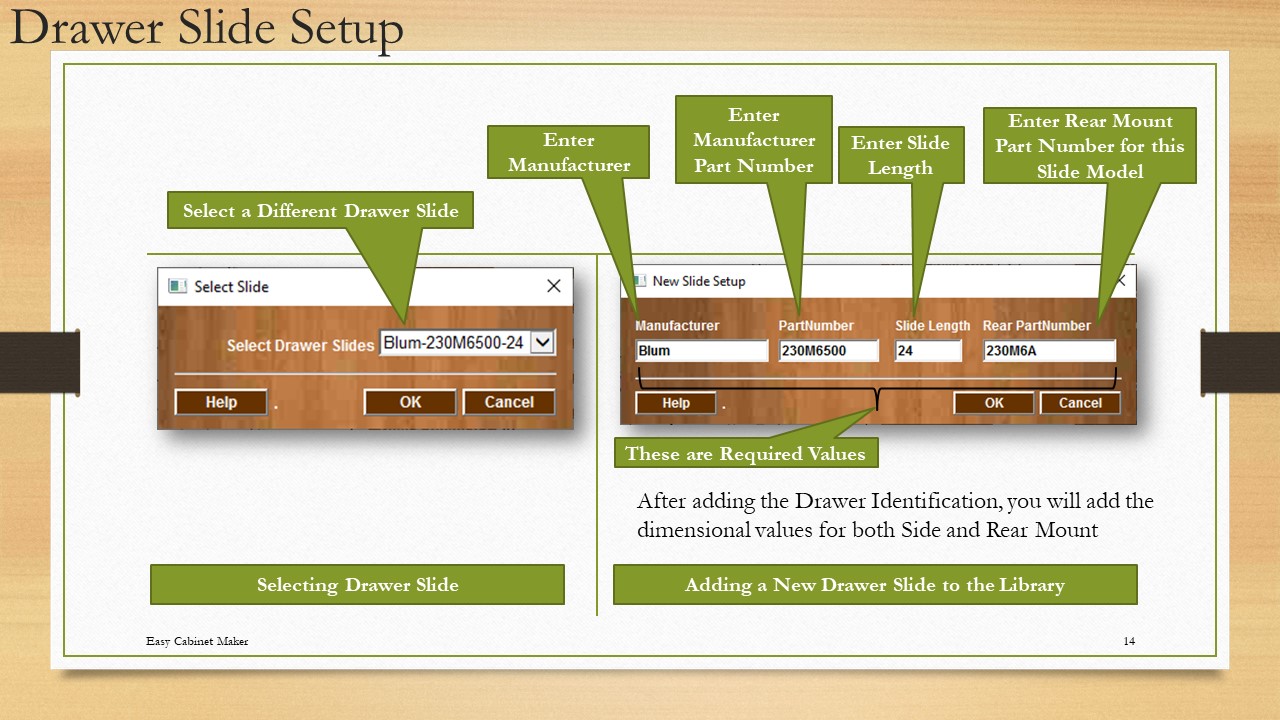 Drawer Slide Setup
Enter
Manufacturer
Enter
Manufacturer
Part Number
Enter Slide
Length
Enter Rear Mount
Part Number for this
Slide Model
Select a Different Drawer Slide
Select Slide
Select Drawer Slides Blum-230M6500-24
Help . OK Cancel
New Slide Setup
Manufacturer PartNumber Slide Length Rear PartNumber
Blum 230M6500 24 230M6A
Help . OK Cancel
These are Required Values
After adding the Drawer Identification, you will add the
dimensional values for both Side and Rear Mount
Selecting Drawer Slide
Adding a New Drawer Slide to the Library
Easy Cabinet Maker
14